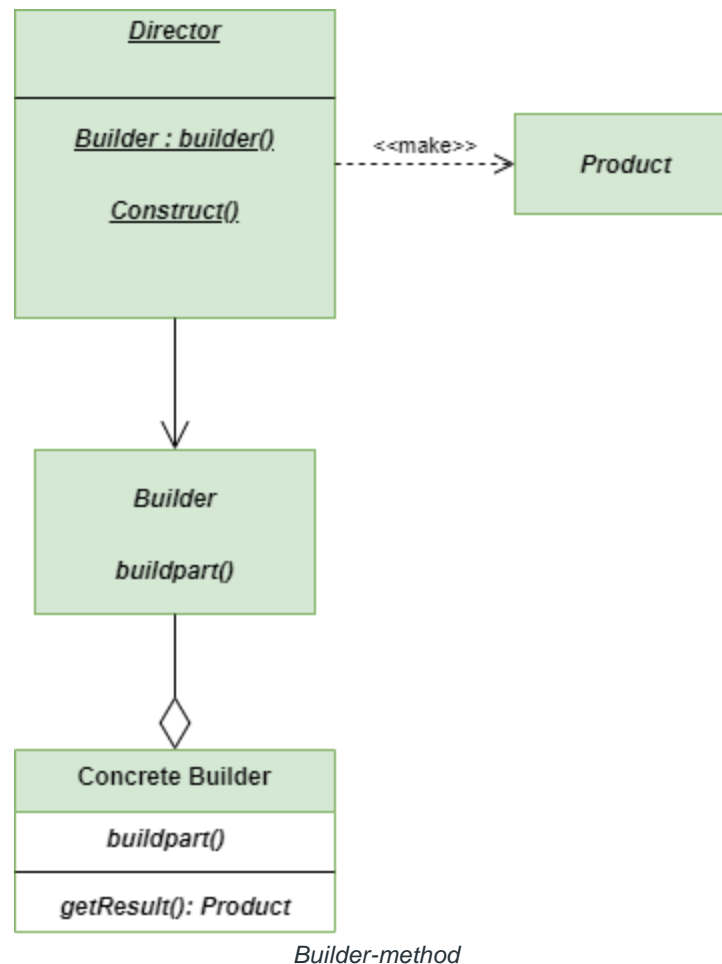 Director
Builder : builder()
<<make>>
Product
Construct()
Builder
buildpart()
Concrete Builder
buildpart()
getResult(): Product
Builder-method